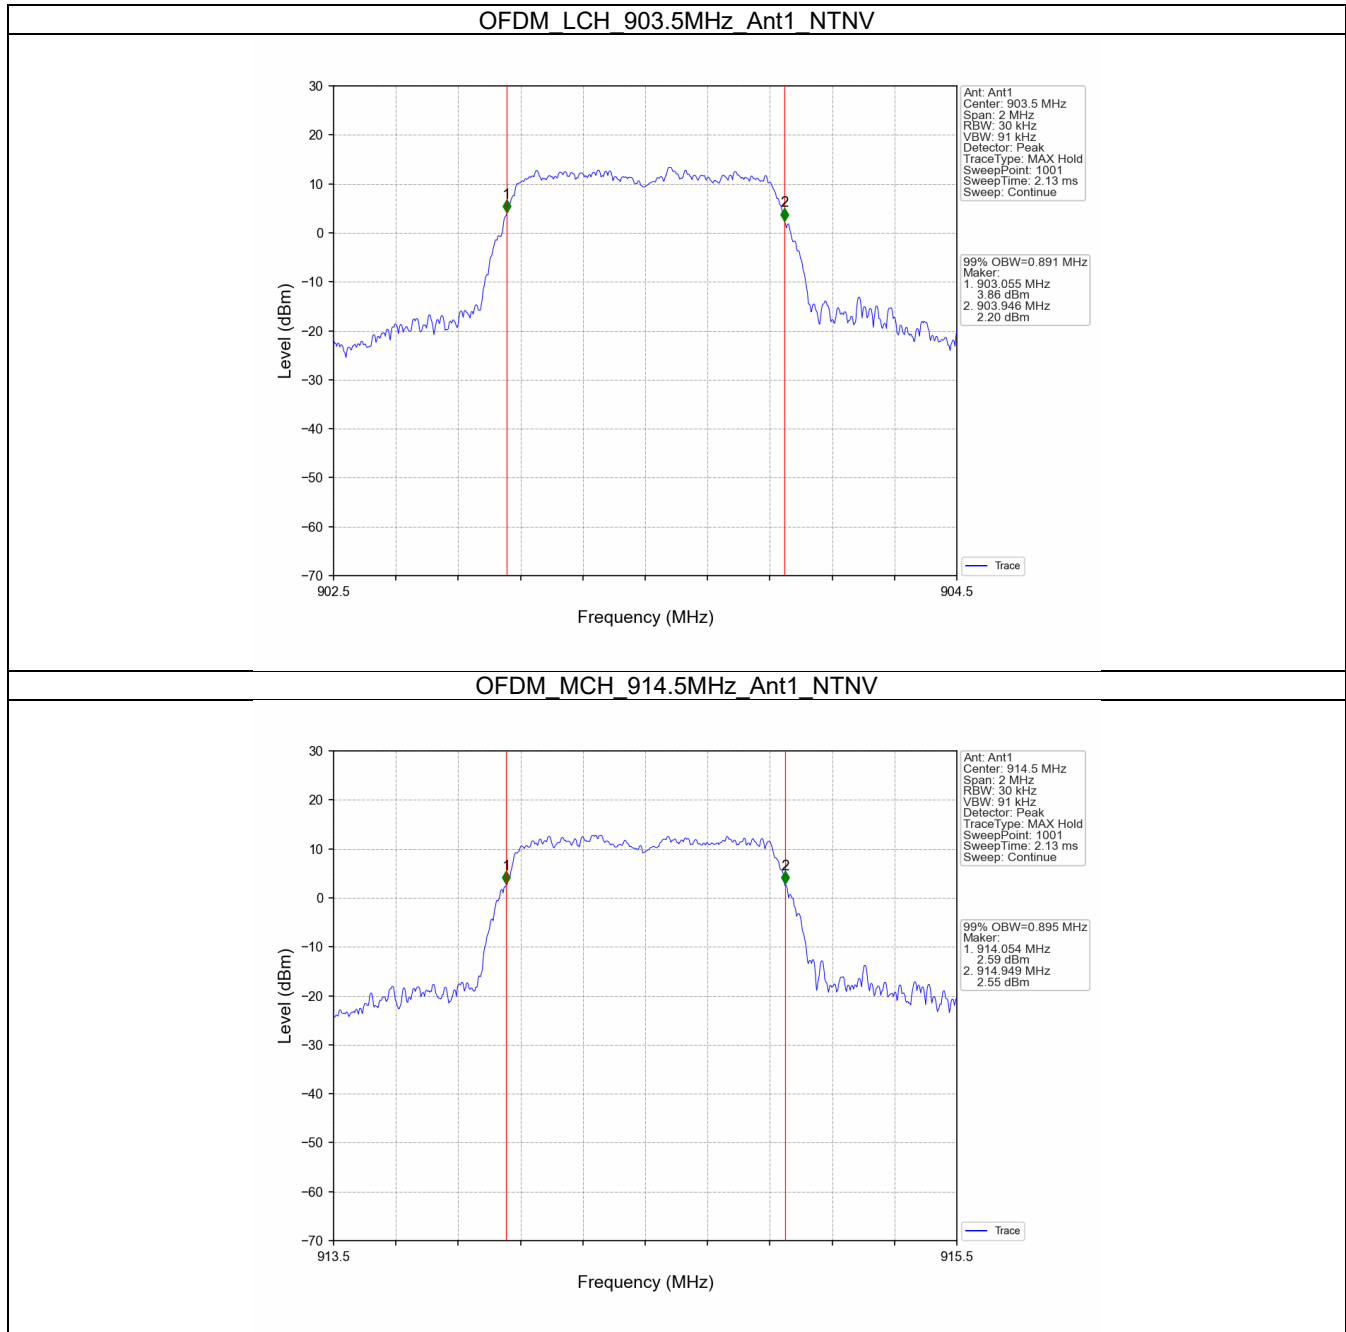 OFDM_LCH_903.5MHz_Ant1_NTNV
30
20
10
0
−10
−20
−30
−40
−50
−60
−70
Level (dBm)
1
2
902.5
904.5
Frequency (MHz)
Ant: Ant1
Center: 903.5 MHz
Span: 2 MHz
RBW: 30 kHz
VBW: 91 kHz
Detector: Peak
TraceType: MAX Hold
SweepPoint: 1001
SweepTime: 2.13 ms
Sweep: Continue
99% OBW=0.891 MHz
Maker:
1. 903.055 MHz
3.86 dBm
2. 903.946 MHz
2.20 dBm
Trace
OFDM_MCH_914.5MHz_Ant1_NTNV
30
20
10
0
−10
−20
−30
−40
−50
−60
−70
Level (dBm)
1
2
913.5
915.5
Frequency (MHz)
Ant: Ant1
Center: 914.5 MHz
Span: 2 MHz
RBW: 30 kHz
VBW: 91 kHz
Detector: Peak
TraceType: MAX Hold
SweepPoint: 1001
SweepTime: 2.13 ms
Sweep: Continue
99% OBW=0.895 MHz
Maker:
1. 914.054 MHz
2.59 dBm
2. 914.949 MHz
2.55 dBm
Trace